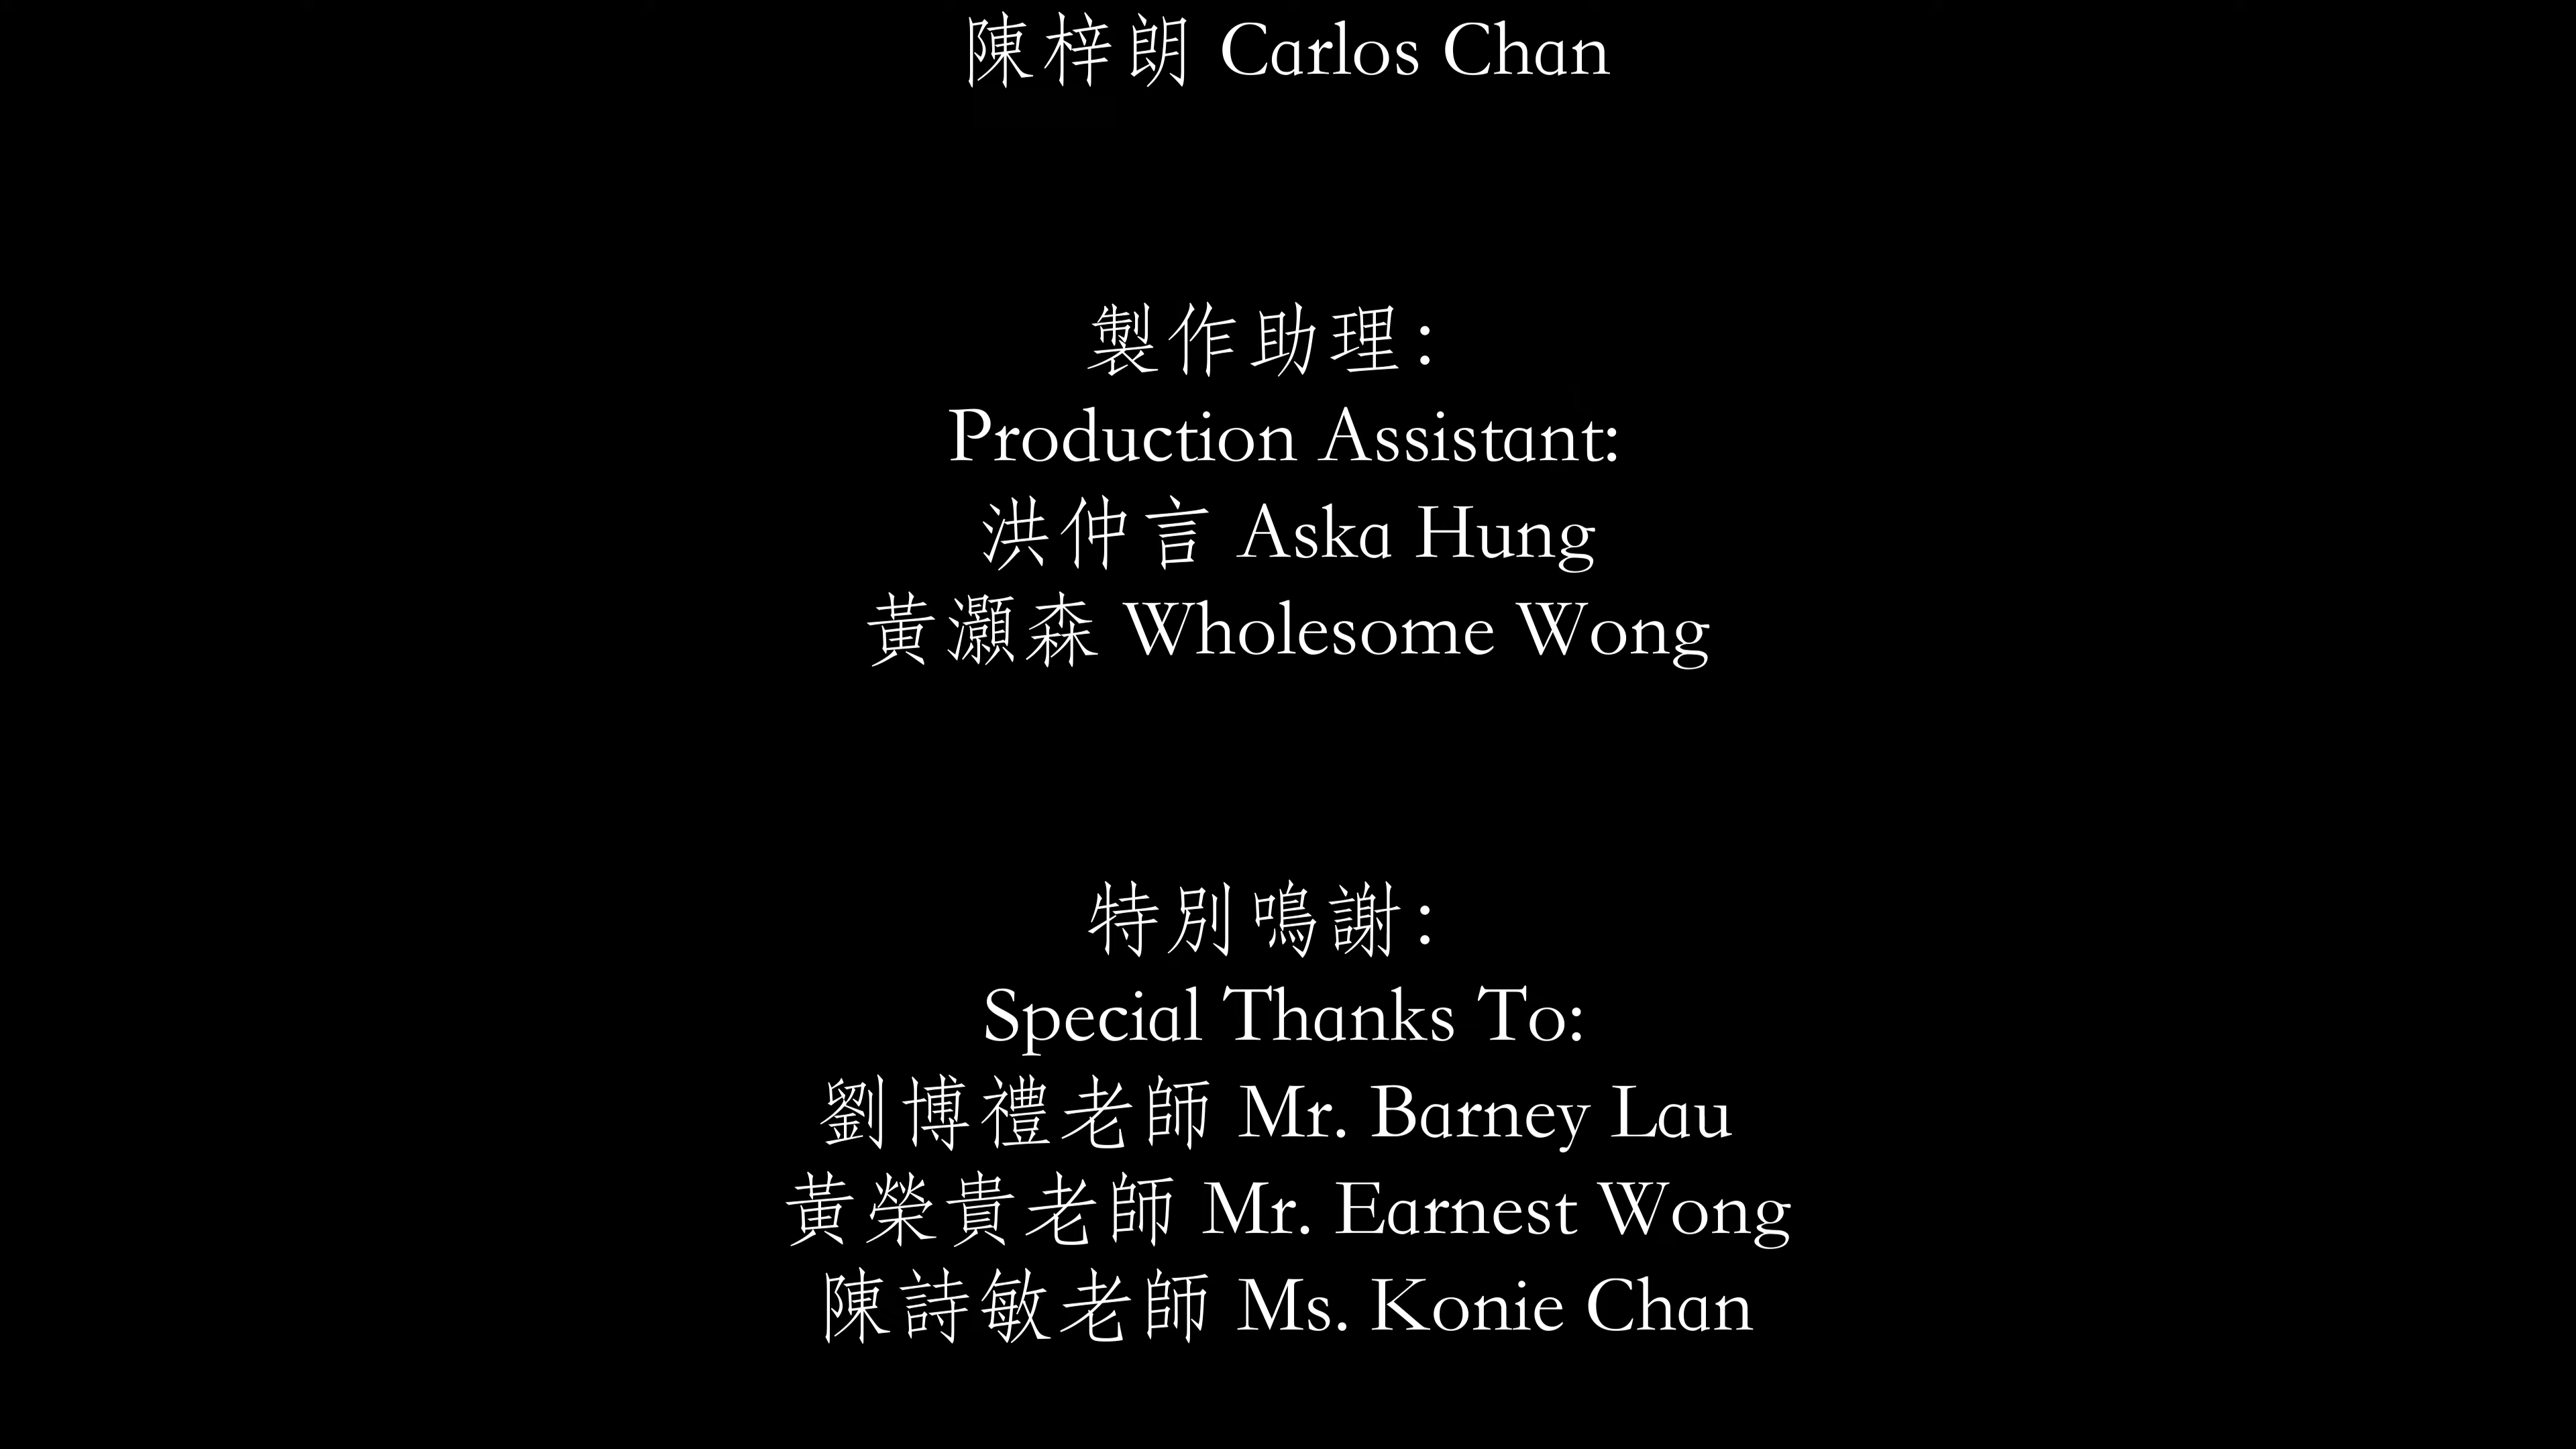 陳梓朗 Carlos Chan
製作助理：
Production Assistant:
洪仲言 Aska Hung
黃灝森 Wholesome Wong
特別鳴謝：
Special Thanks To:
劉博禮老師 Mr. Barney Lau
黃榮貴老師 Mr. Earnest Wong
陳詩敏老師 Ms. Konie Chan